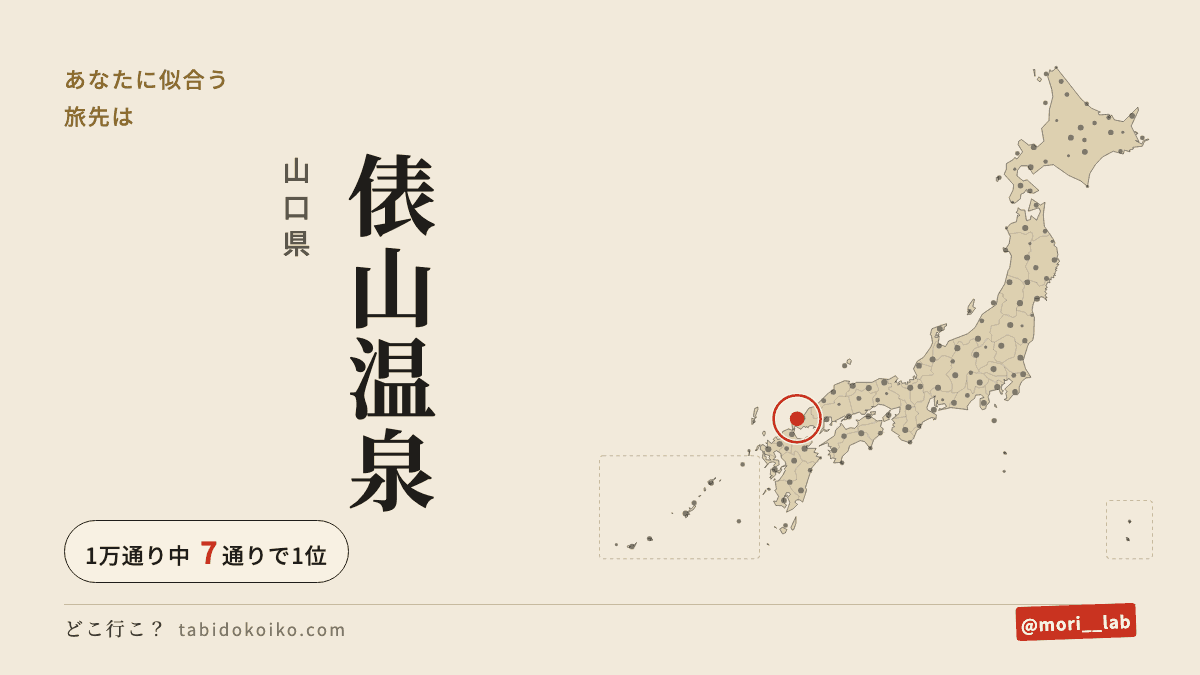 あなたに似合う
旅先は
俵山温泉
山口県
1万通り中 7通りで1位
どこ行こ？ tabidokoiko.com
@mori__lab